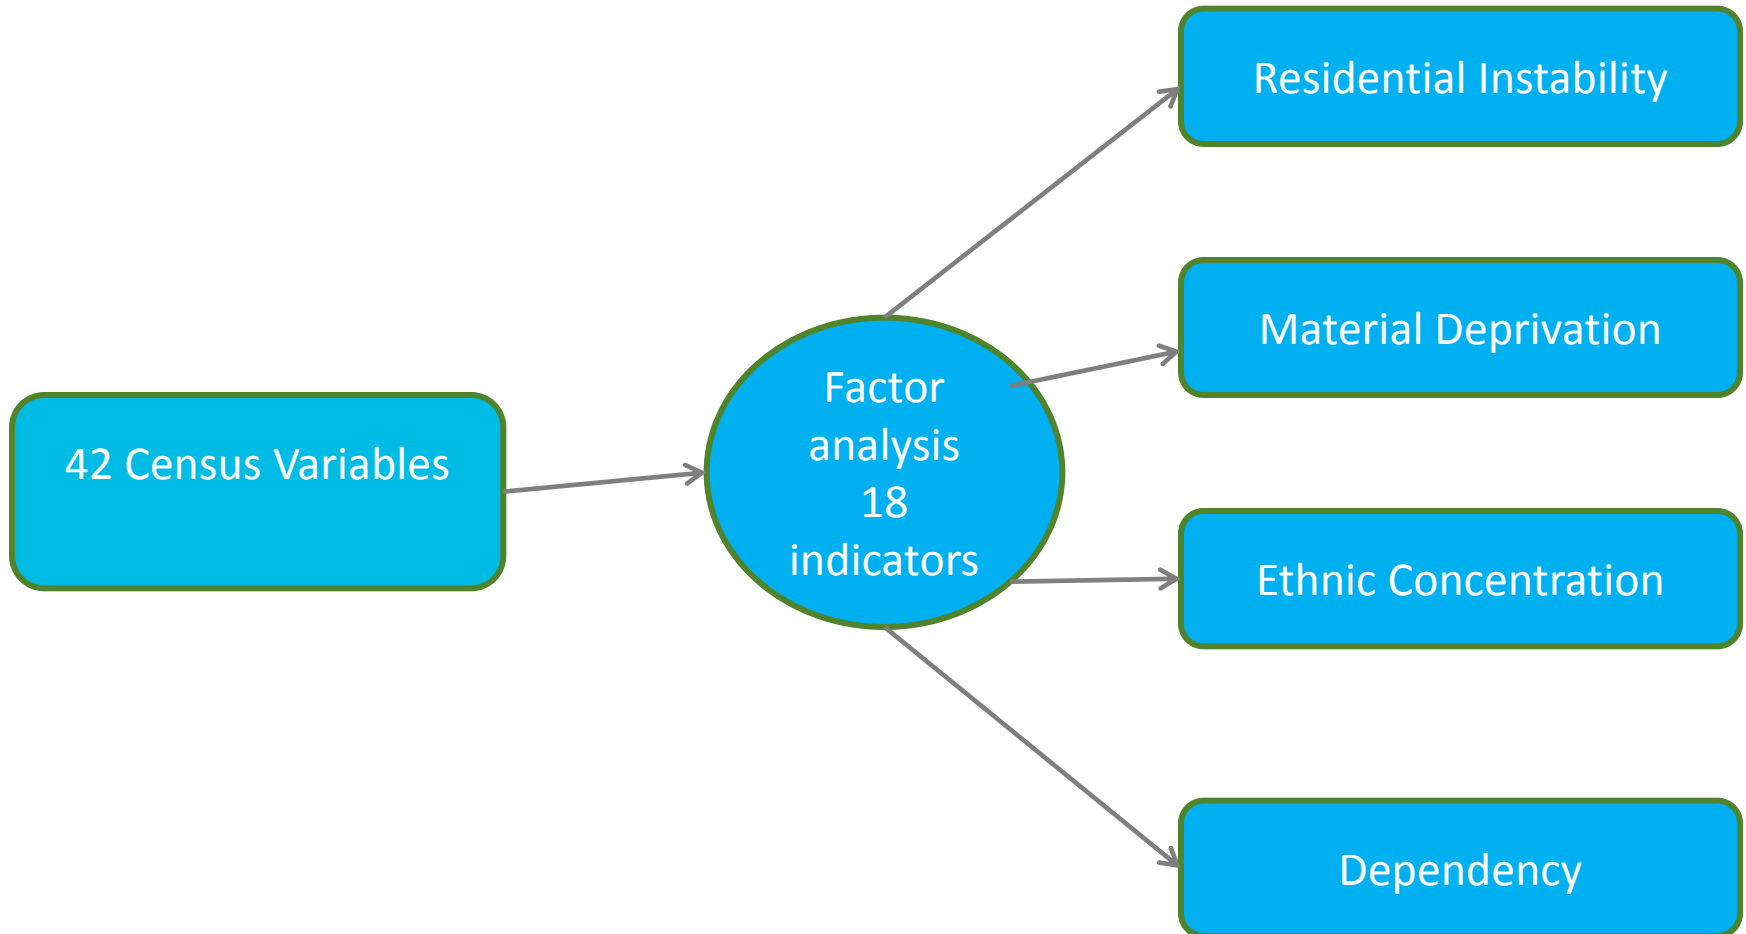 42 Census Variables
Factor
analysis
18
indicators
Residential Instability
Material Deprivation
Ethnic Concentration
Dependency